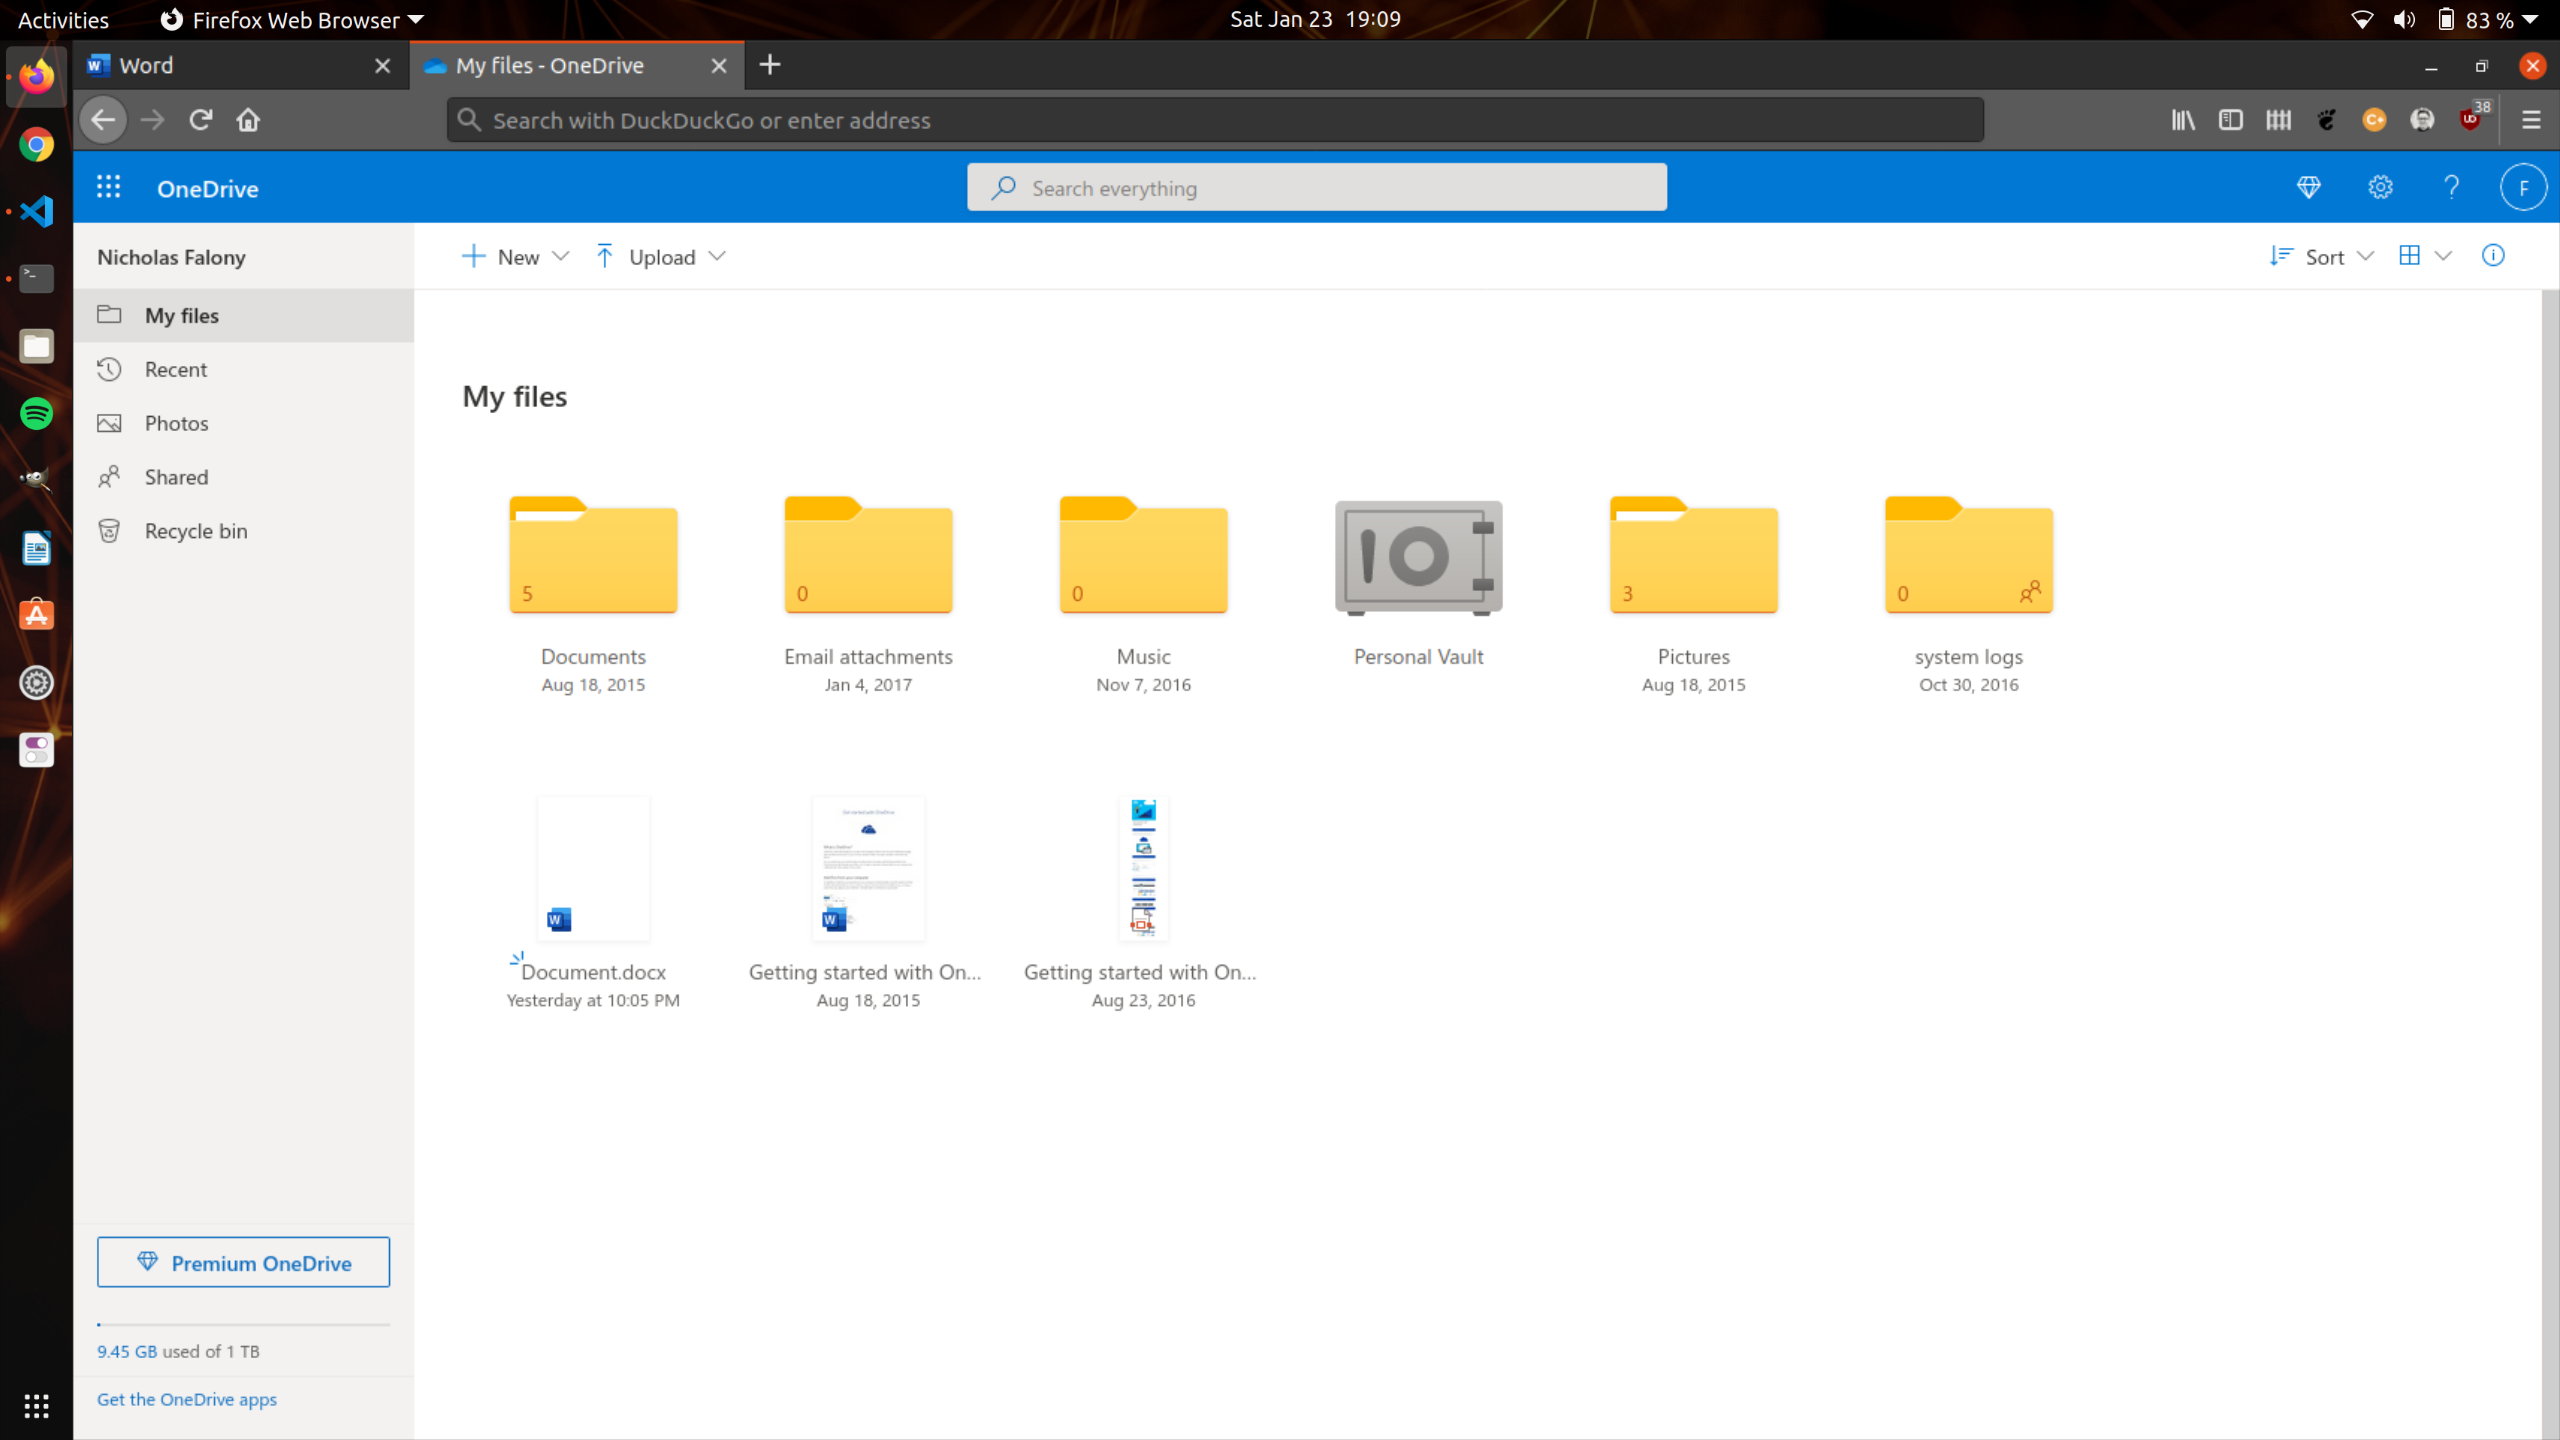 Activities
Firefox Web Browser
Sat Jan 23 19:09
83 %
Word
My files - OneDrive
Search with DuckDuckGo or enter address
38
OneDrive
Search everything
?
F
Nicholas Falony
New
Upload
Sort
My files
Recent
Photos
Shared
Recycle bin
My files
5
0
0
3
0
Documents
Email attachments
Music
Personal Vault
Pictures
system logs
Aug 18, 2015
Jan 4, 2017
Nov 7, 2016
Aug 18, 2015
Oct 30, 2016
Document.docx
Getting started with On...
Getting started with On...
Yesterday at 10:05 PM
Aug 18, 2015
Aug 23, 2016
Premium OneDrive
9.45 GB used of 1 TB
Get the OneDrive apps